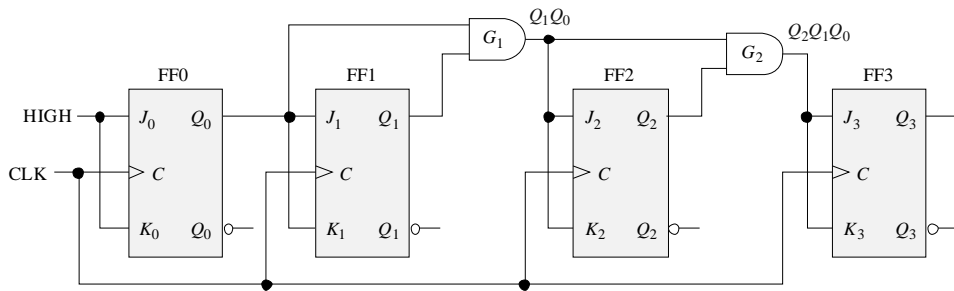 Q₁Q₀
G₁
Q₂Q₁Q₀
G₂
FF0
FF1
FF2
FF3
HIGH
J₀ Q₀
J₁ Q₁
J₂ Q₂
J₃ Q₃
CLK
C
C
C
C
K₀ Q₀
K₁ Q₁
K₂ Q₂
K₃ Q₃